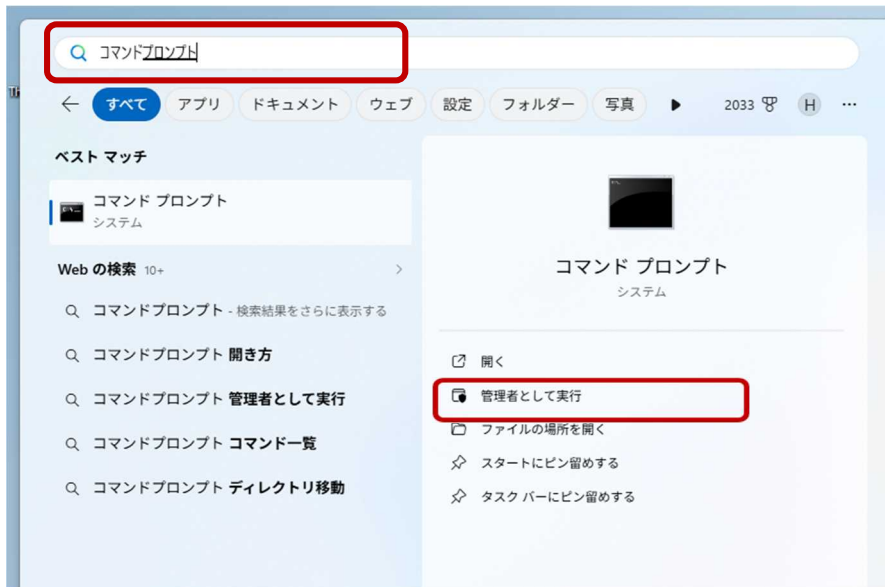 コマンドプロンプト
すべて アプリ ドキュメント ウェブ 設定 フォルダー 写真 2033 H
ベスト マッチ
コマンド プロンプト
システム
Web の検索 10+
コマンドプロンプト - 検索結果をさらに表示する
コマンドプロンプト 開き方
コマンドプロンプト 管理者として実行
コマンドプロンプト コマンド一覧
コマンドプロンプト ディレクトリ移動
コマンド プロンプト
システム
開く
管理者として実行
ファイルの場所を開く
スタートにピン留めする
タスク バーにピン留めする